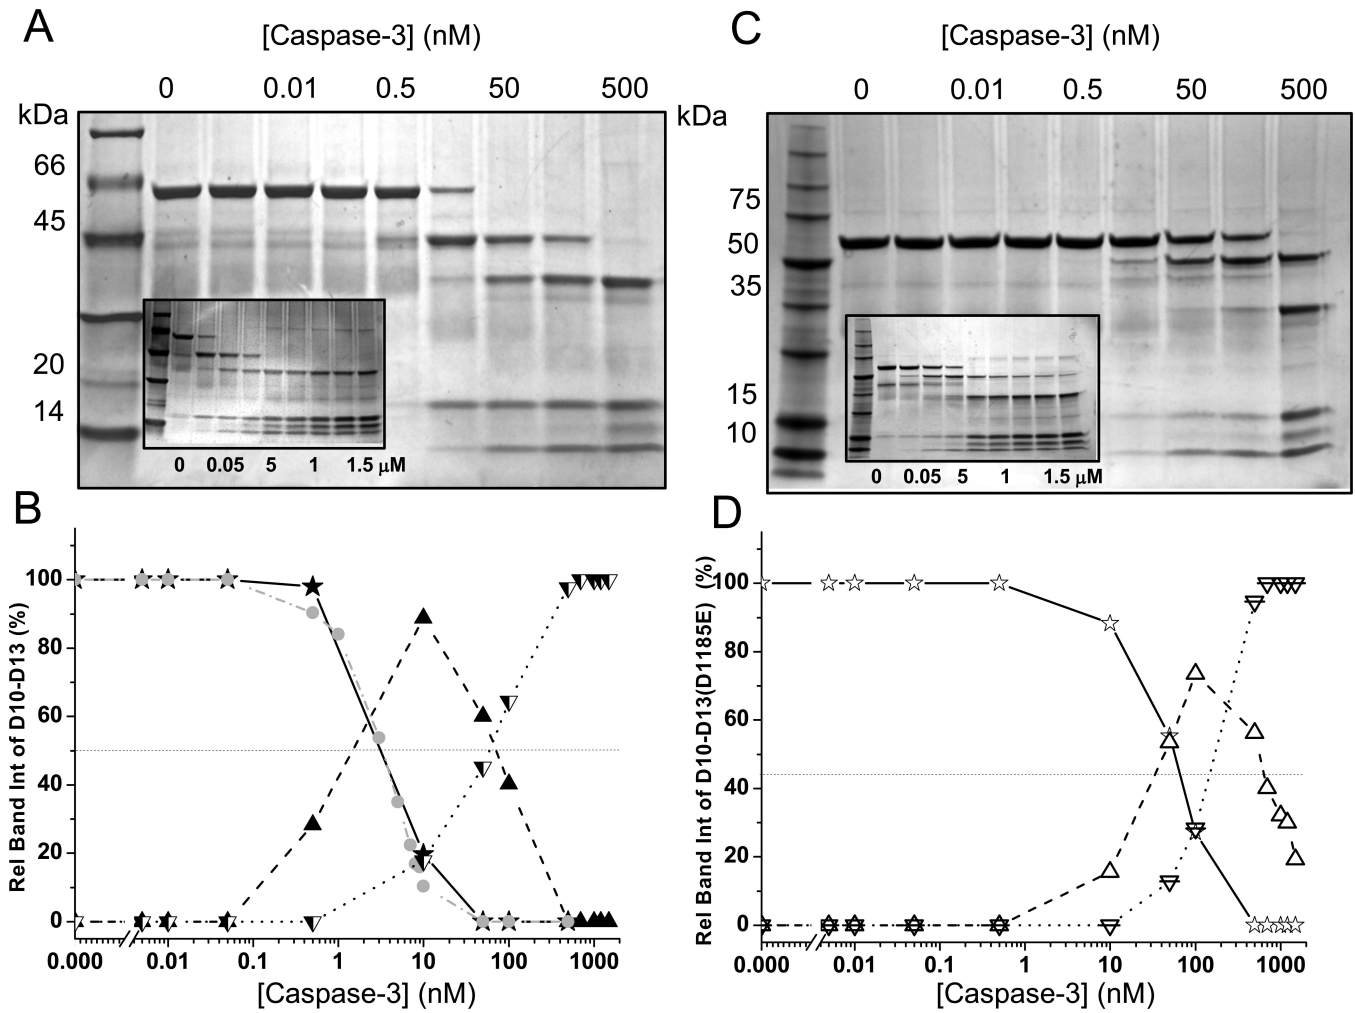 A
[Caspase-3] (nM)
0 0.01 0.5 50 500
kDa
66
45
20
14
0 0.05 5 1 1.5 μM
C
[Caspase-3] (nM)
0 0.01 0.5 50 500
kDa
75
50
35
15
10
0 0.05 5 1 1.5 μM
B
Rel Band Int of D10-D13 (%)
100
80
60
40
20
0
0.000 0.01 0.1 1 10 100 1000
[Caspase-3] (nM)
D
Rel Band Int of D10-D13(D1185E) (%)
100
80
60
40
20
0
0.000 0.01 0.1 1 10 100 1000
[Caspase-3] (nM)